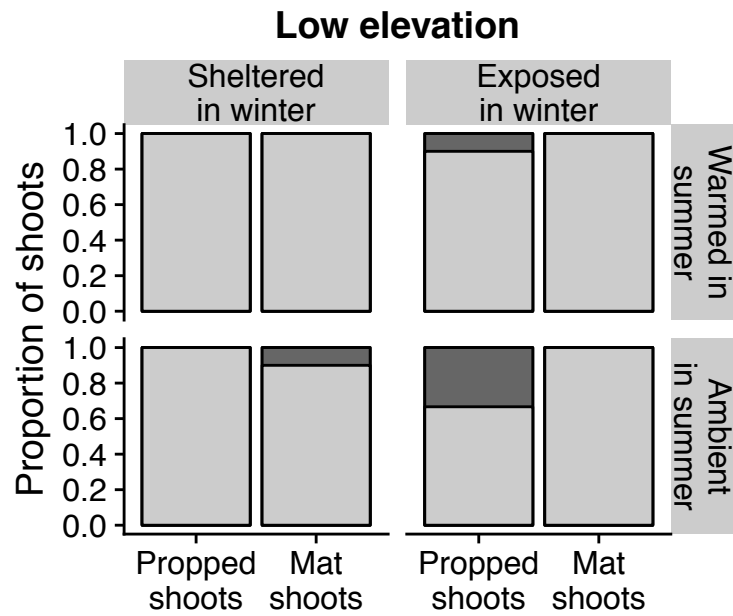 Low elevation
Sheltered
in winter
Exposed
in winter
Proportion of shoots
1.0
0.8
0.6
0.4
0.2
0.0
Warmed in
summer
1.0
0.8
0.6
0.4
0.2
0.0
Ambient
in summer
Propped
shoots
Mat
shoots
Propped
shoots
Mat
shoots